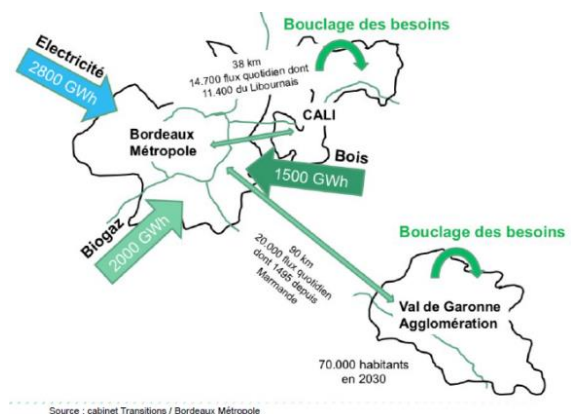 Bouclage des besoins
Electricité
2800 GWh
38 km
14.700 flux quotidien dont
11.400 du Libournais
CALI
Bordeaux
Métropole
Bois
1500 GWh
Biogaz
2000 GWh
90 km
20.000 flux quotidien
dont 1495 depuis
Marmande
Bouclage des besoins
Val de Garonne
Agglomération
70.000 habitants
en 2030
Source : cabinet Transitions / Bordeaux Métropole